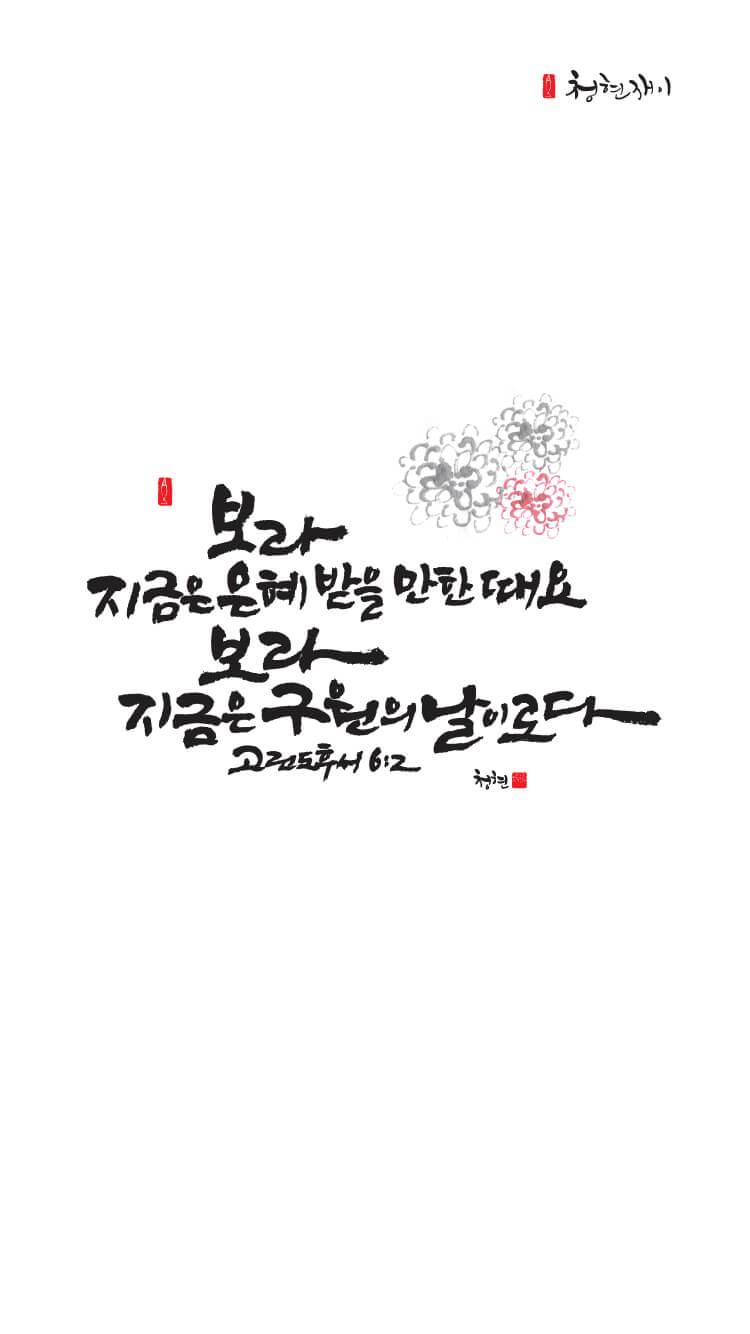 청현재이
보라
지금은 은혜 받을 만한 때요
보라
지금은 구원의 날이로다
고린도후서 6:2
청현